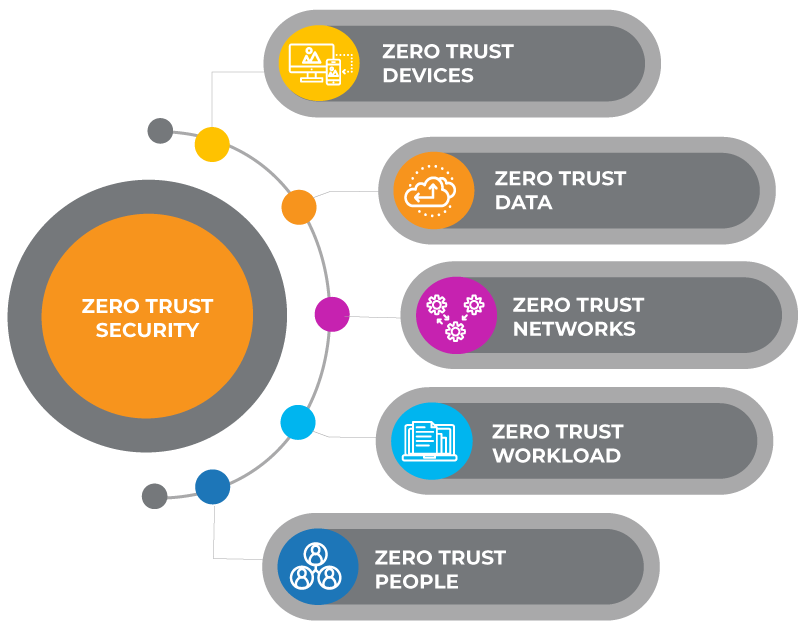 ZERO TRUST
DEVICES
ZERO TRUST
DATA
ZERO TRUST
SECURITY
ZERO TRUST
NETWORKS
ZERO TRUST
WORKLOAD
ZERO TRUST
PEOPLE